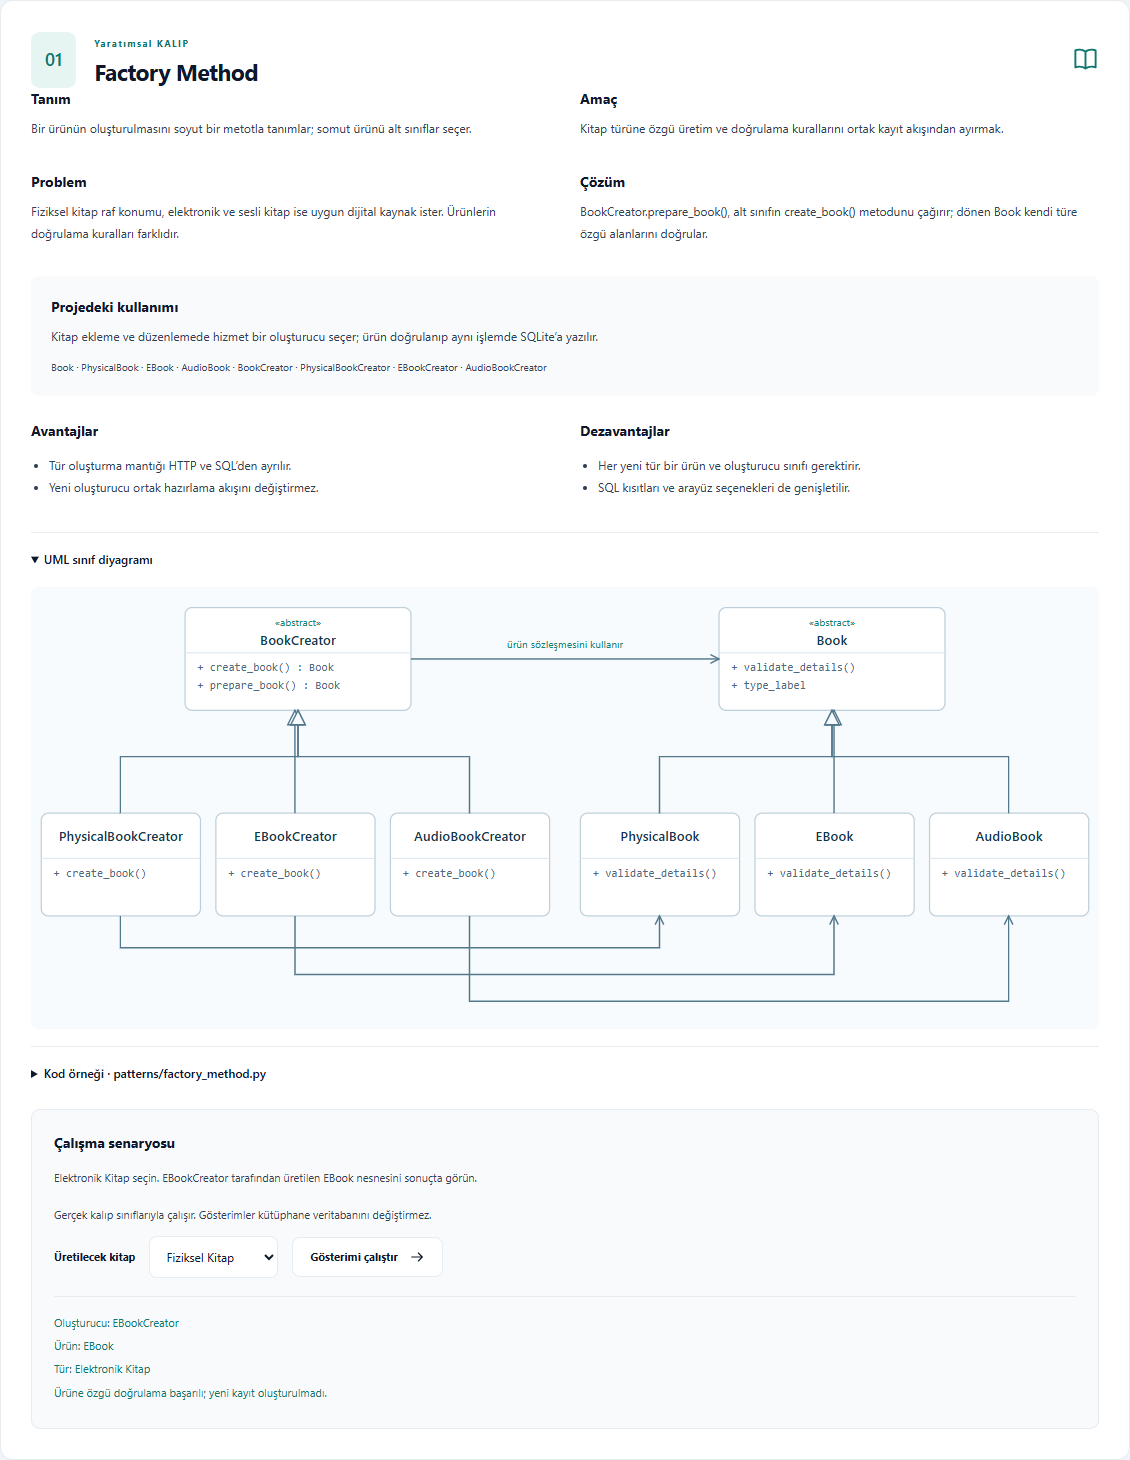 01
Yaratımsal KALIP
Factory Method
Tanım
Bir ürünün oluşturulmasını soyut bir metotla tanımlar; somut ürünü alt sınıflar seçer.
Amaç
Kitap türüne özgü üretim ve doğrulama kurallarını ortak kayıt akışından ayırmak.
Problem
Fiziksel kitap raf konumu, elektronik ve sesli kitap ise uygun dijital kaynak ister. Ürünlerin
doğrulama kuralları farklıdır.
Çözüm
BookCreator.prepare_book(), alt sınıfın create_book() metodunu çağırır; dönen Book kendi türe
özgü alanlarını doğrular.
Projedeki kullanımı
Kitap ekleme ve düzenlemede hizmet bir oluşturucu seçer; ürün doğrulanıp aynı işlemde SQLite’a yazılır.
Book · PhysicalBook · EBook · AudioBook · BookCreator · PhysicalBookCreator · EBookCreator · AudioBookCreator
Avantajlar
• Tür oluşturma mantığı HTTP ve SQL’den ayrılır.
• Yeni oluşturucu ortak hazırlama akışını değiştirmez.
Dezavantajlar
• Her yeni tür bir ürün ve oluşturucu sınıfı gerektirir.
• SQL kısıtları ve arayüz seçenekleri de genişletilir.
▼ UML sınıf diyagramı
«abstract»
BookCreator
+ create_book() : Book
+ prepare_book() : Book
ürün sözleşmesini kullanır
«abstract»
Book
+ validate_details()
+ type_label
PhysicalBookCreator
+ create_book()
EBookCreator
+ create_book()
AudioBookCreator
+ create_book()
PhysicalBook
+ validate_details()
EBook
+ validate_details()
AudioBook
+ validate_details()
▶ Kod örneği · patterns/factory_method.py
Çalışma senaryosu
Elektronik Kitap seçin. EBookCreator tarafından üretilen EBook nesnesini sonuçta görün.
Gerçek kalıp sınıflarıyla çalışır. Gösterimler kütüphane veritabanını değiştirmez.
Üretilecek kitap
Fiziksel Kitap
Gösterimi çalıştır →
Oluşturucu: EBookCreator
Ürün: EBook
Tür: Elektronik Kitap
Ürüne özgü doğrulama başarılı; yeni kayıt oluşturulmadı.